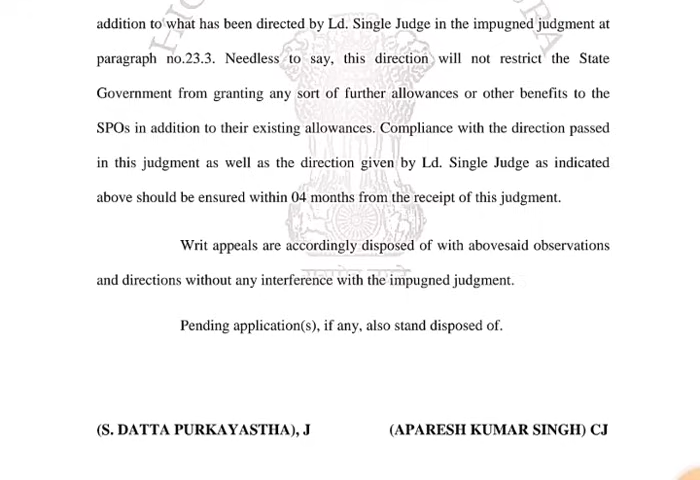 addition to what has been directed by Ld. Single Judge in the impugned judgment at
paragraph no.23.3. Needless to say, this direction will not restrict the State
Government from granting any sort of further allowances or other benefits to the
SPOs in addition to their existing allowances. Compliance with the direction passed
in this judgment as well as the direction given by Ld. Single Judge as indicated
above should be ensured within 04 months from the receipt of this judgment.
Writ appeals are accordingly disposed of with abovesaid observations
and directions without any interference with the impugned judgment.
Pending application(s), if any, also stand disposed of.
(S. DATTA PURKAYASTHA), J (APARESH KUMAR SINGH) CJ